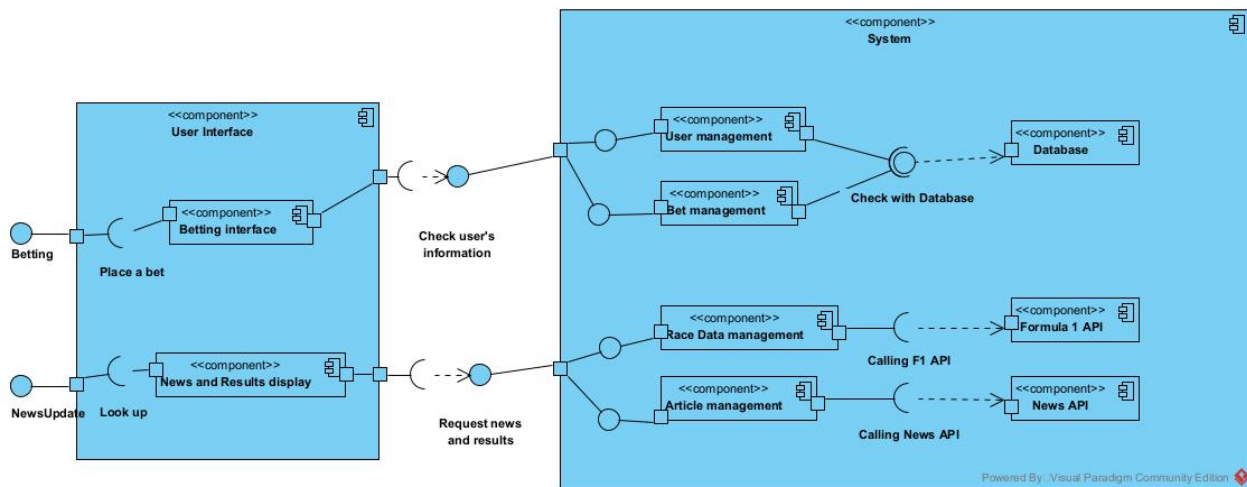 <<component>>
User Interface
<<component>>
Betting interface
Betting
Place a bet
<<component>>
News and Results display
NewsUpdate
Look up
Check user's
information
Request news
and results
<<component>>
System
<<component>>
User management
<<component>>
Bet management
Check with Database
<<component>>
Database
<<component>>
Race Data management
Calling F1 API
<<component>>
Formula 1 API
<<component>>
Article management
Calling News API
<<component>>
News API
Powered By: Visual Paradigm Community Edition